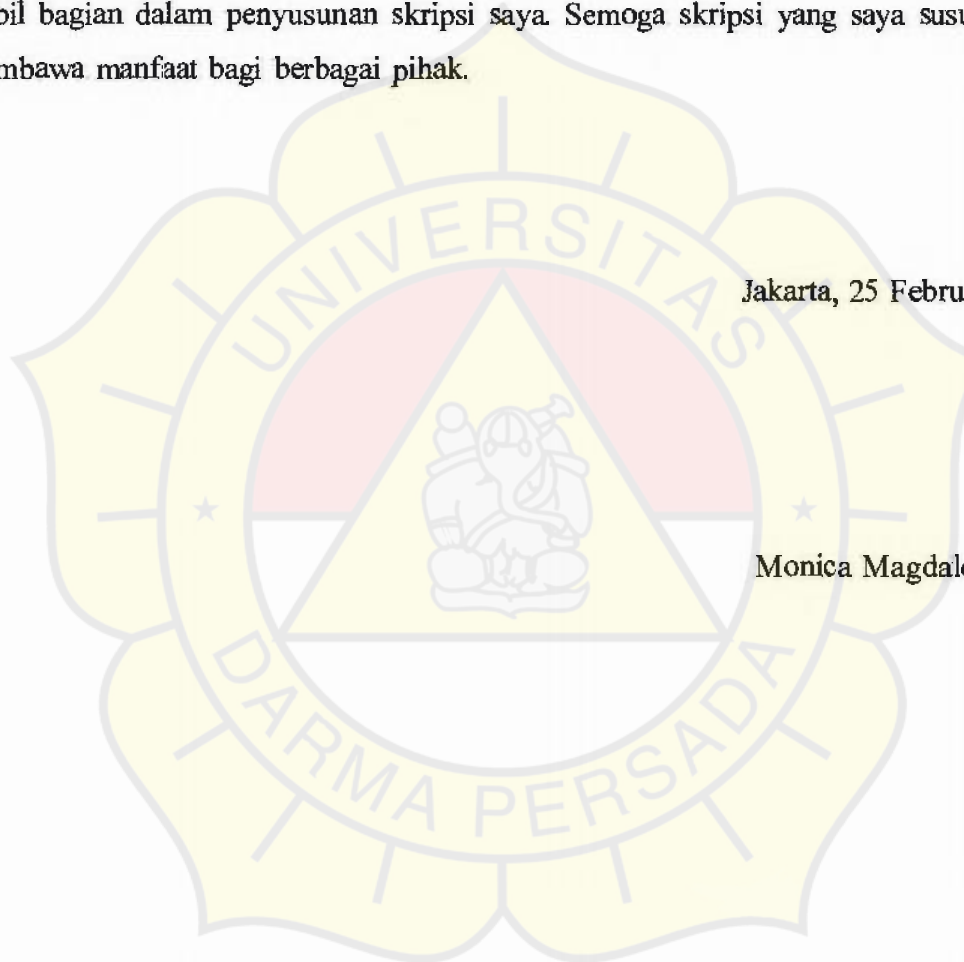 bil bagian dalam penyusunan skripsi saya. Semoga skripsi yang saya susu
mbawa manfaat bagi berbagai pihak.
UNIVERSITAS
Jakarta, 25 Febru
Monica Magdal
DARMA PERSADA